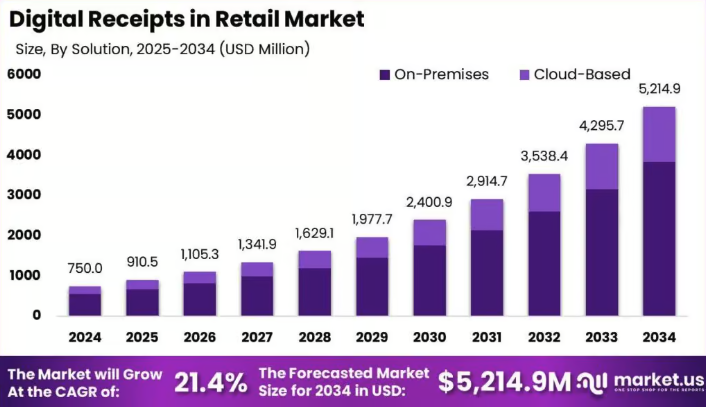 Digital Receipts in Retail Market
Size, By Solution, 2025-2034 (USD Million)
On-Premises
Cloud-Based
6000
5000
4000
3000
2000
1000
0
750.0
910.5
1,105.3
1,341.9
1,629.1
1,977.7
2,400.9
2,914.7
3,538.4
4,295.7
5,214.9
2024
2025
2026
2027
2028
2029
2030
2031
2032
2033
2034
The Market will Grow
At the CAGR of:
21.4%
The Forecasted Market
Size for 2034 in USD:
$5,214.9M
market.us
ONE STOP SHOP FOR THE REPORTS